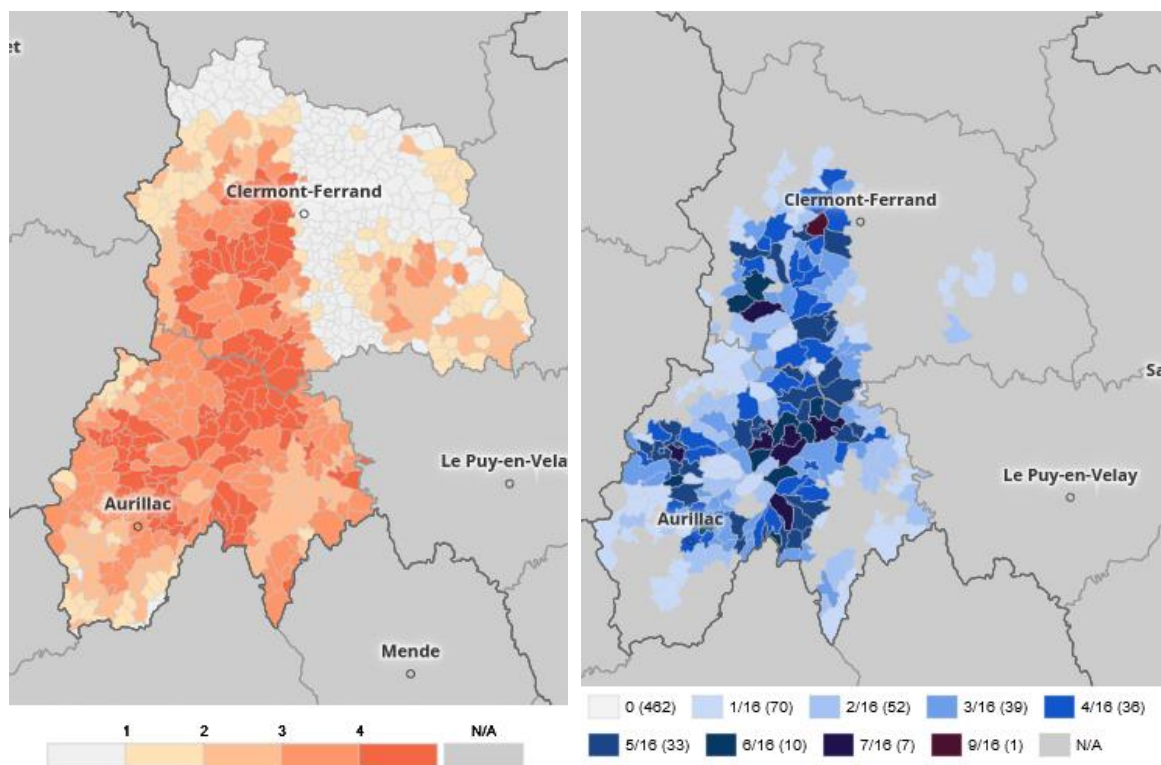 et
Clermont-Ferrand
Le Puy-en-Vela
Aurillac
Mende
1 2 3 4 N/A
Clermont-Ferrand
Sa
Le Puy-en-Velay
Aurillac
0 (462) 1/16 (70) 2/16 (52) 3/16 (39) 4/16 (36)
5/16 (33) 6/16 (10) 7/16 (7) 9/16 (1) N/A